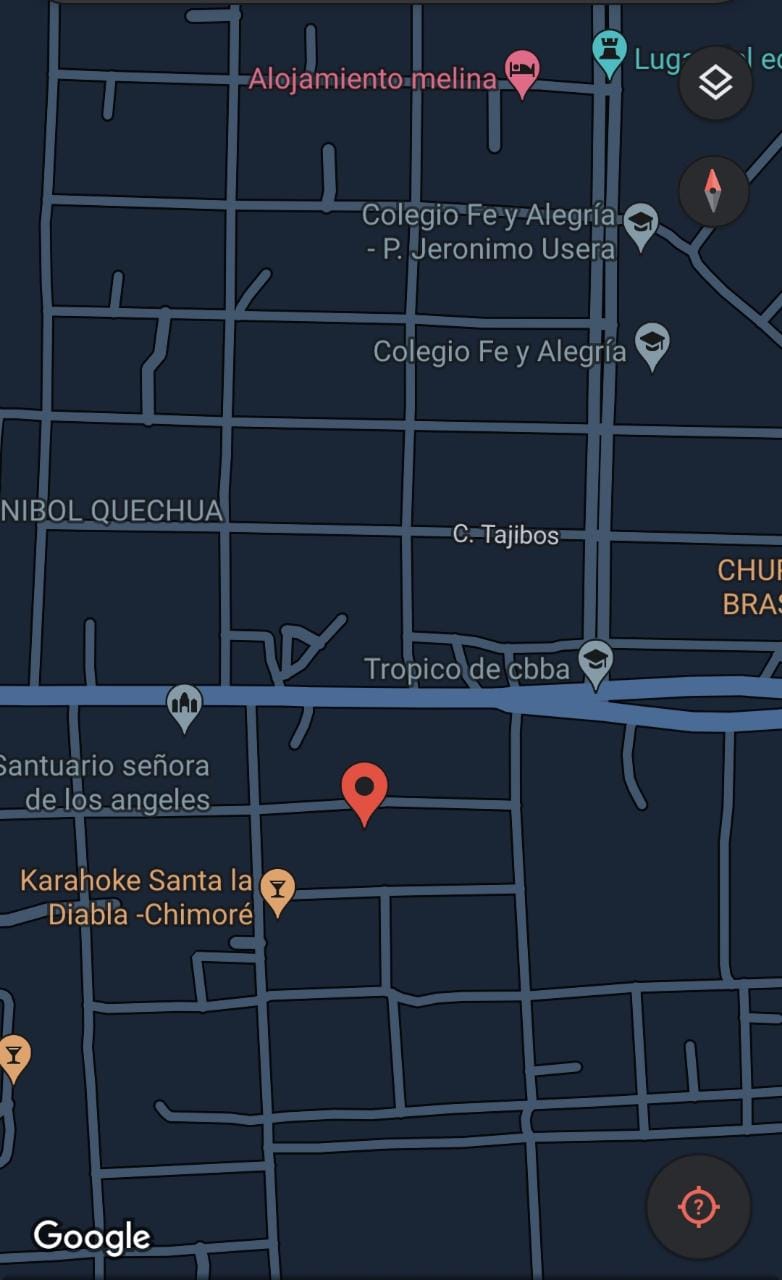 Alojamiento melina
Colegio Fe y Alegría
- P. Jeronimo Usera
Colegio Fe y Alegría
NIBOL QUECHUA
C. Tajibos
Tropico de cbba
Santuario señora
de los angeles
Karahoke Santa la
Diabla -Chimoré
?
Google